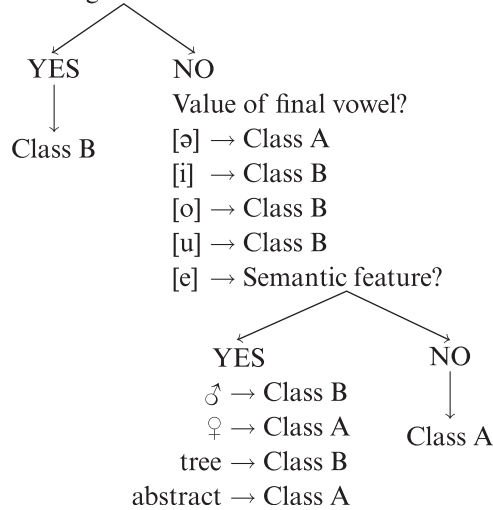 YES NO
Value of final vowel?
Class B
[ə] → Class A
[i] → Class B
[o] → Class B
[u] → Class B
[e] → Semantic feature?
YES NO
♂ → Class B
♀ → Class A
Class A
tree → Class B
abstract → Class A